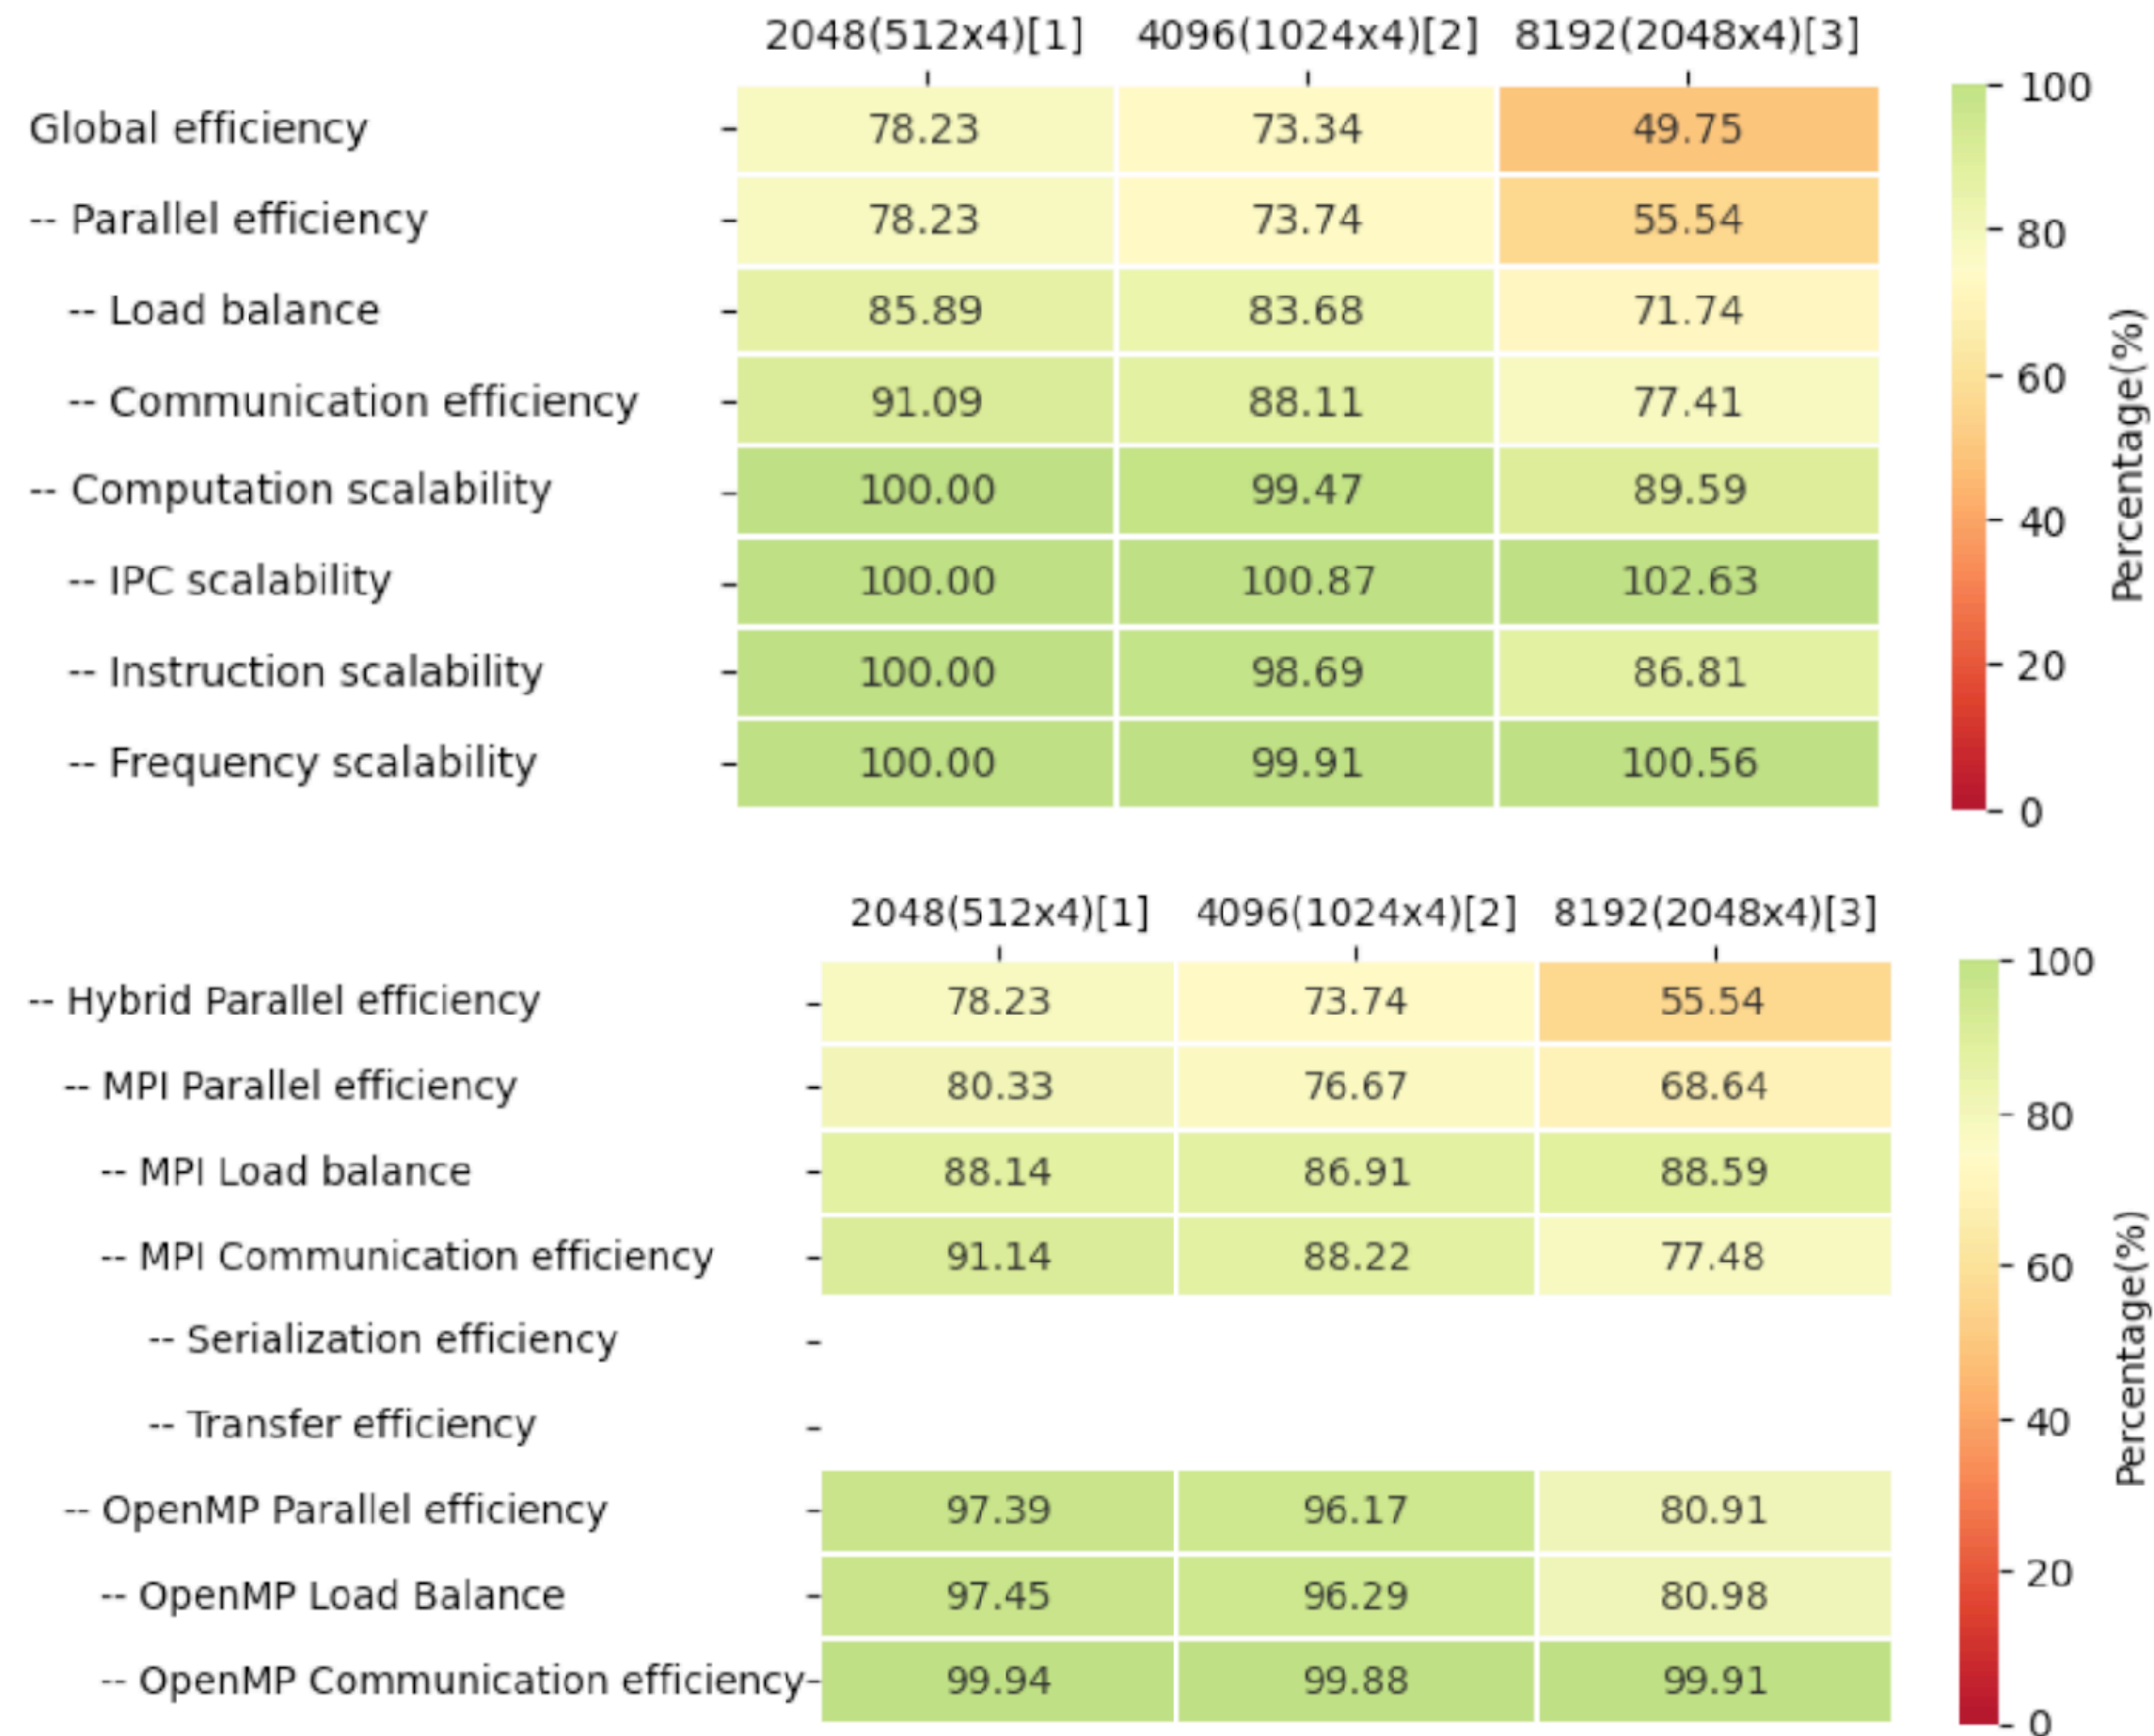 2048(512x4)[1] 4096(1024x4)[2] 8192(2048x4)[3]
Global efficiency 78.23 73.34 49.75
-- Parallel efficiency 78.23 73.74 55.54
-- Load balance 85.89 83.68 71.74
-- Communication efficiency 91.09 88.11 77.41
-- Computation scalability 100.00 99.47 89.59
-- IPC scalability 100.00 100.87 102.63
-- Instruction scalability 100.00 98.69 86.81
-- Frequency scalability 100.00 99.91 100.56
100
80
60
40
20
0
Percentage(%)
2048(512x4)[1] 4096(1024x4)[2] 8192(2048x4)[3]
-- Hybrid Parallel efficiency 78.23 73.74 55.54
-- MPI Parallel efficiency 80.33 76.67 68.64
-- MPI Load balance 88.14 86.91 88.59
-- MPI Communication efficiency 91.14 88.22 77.48
-- Serialization efficiency
-- Transfer efficiency
-- OpenMP Parallel efficiency 97.39 96.17 80.91
-- OpenMP Load Balance 97.45 96.29 80.98
-- OpenMP Communication efficiency 99.94 99.88 99.91
100
80
60
40
20
0
Percentage(%)